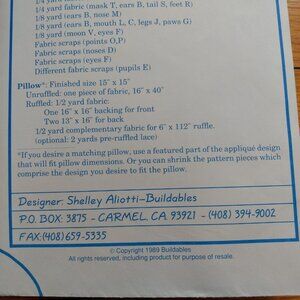 1/4 yard fabric (mask T, ears B, tail S, feet R)
1/8 yard fabric (ears B, nose M)
1/8 yard (ears B, mouth L, C, legs J, paws G)
1/8 yard (moon V, eyes F)
Fabric scraps (points O,P)
Fabric scraps (noses D)
Fabric scraps (eyes F)
Different fabric scraps (pupils E)
Pillow*: Finished size 15" x 15"
Unruffled: one piece of fabric, 16" x 40"
Ruffled: 1/2 yard fabric:
One 16" x 16" backing for front
Two 13" x 16" for back
1/2 yard complementary fabric for 6" x 112" ruffle.
(optional: 2 yards pre-ruffled lace)
*If you desire a matching pillow, use a featured part of the appliqué design
that will fit pillow dimensions. Or you can shrink the pattern pieces which
comprise the design you desire to fit the pillow.
Designer: Shelley Aliotti–Buildables
P.O. BOX 3875 - CARMEL, CA 93921 - (408) 394-9002
FAX:(408)659-5335
© Copyright 1989 Buildables
All rights reserved, including product for purpose of resale.